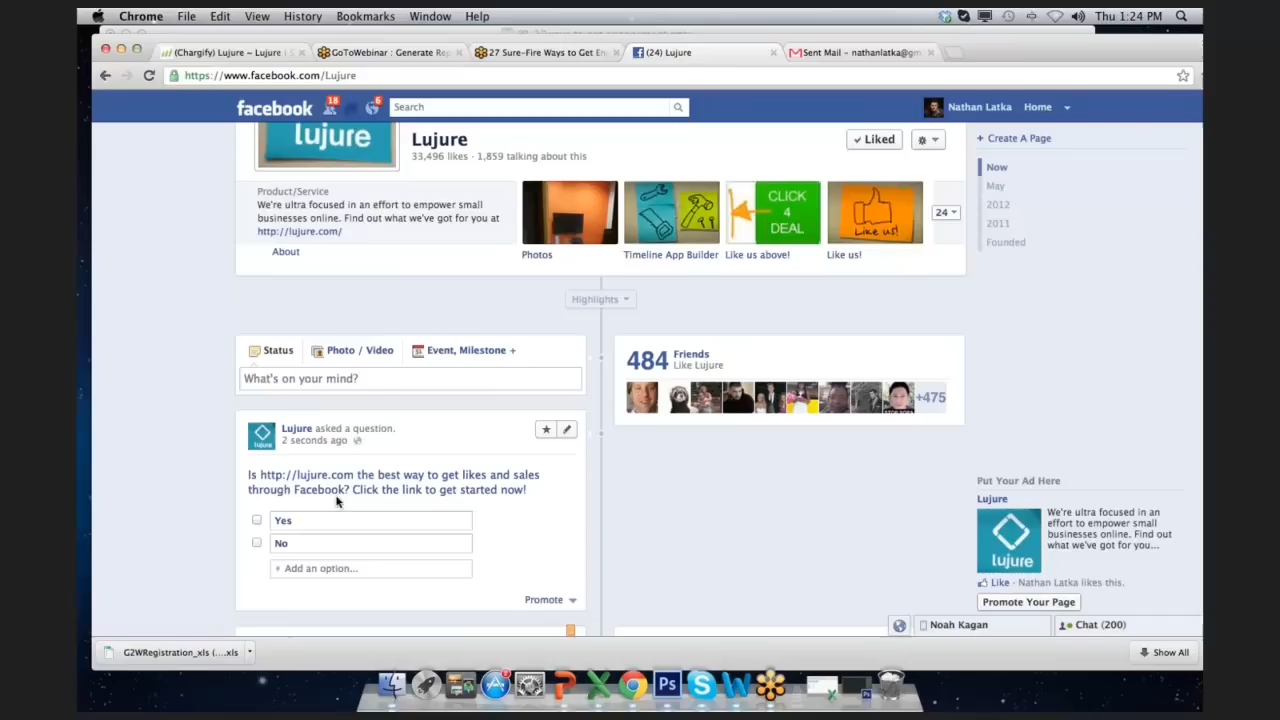 Chrome File Edit View History Bookmarks Window Help Thu 1:24 PM
(Chargify) Lujure ~ Lujure | S GoToWebinar : Generate Re 27 Sure-Fire Ways to Get En (24) Lujure Sent Mail – nathanlatka@gm
https://www.facebook.com/Lujure
facebook 18 6 Search Nathan Latka Home
lujure
Lujure
33,496 likes · 1,859 talking about this
Liked
+ Create A Page
Now
May
2012
2011
Founded
Product/Service
We're ultra focused in an effort to empower small
businesses online. Find out what we've got for you at
http://lujure.com/
About
CLICK
4
DEAL
Like us!
24
Photos Timeline App Builder Like us above! Like us!
Highlights
Status Photo / Video Event, Milestone +
What's on your mind?
484 Friends
Like Lujure
+475
Lujure asked a question.
2 seconds ago
lujure
Is http://lujure.com the best way to get likes and sales
through Facebook? Click the link to get started now!
Yes
No
+ Add an option...
Promote
Put Your Ad Here
Lujure
lujure
We're ultra focused in an
effort to empower small
businesses online. Find out
what we've got for you...
Like · Nathan Latka likes this.
Promote Your Page
Noah Kagan Chat (200)
G2WRegistration_xls (....xls Show All
Ps